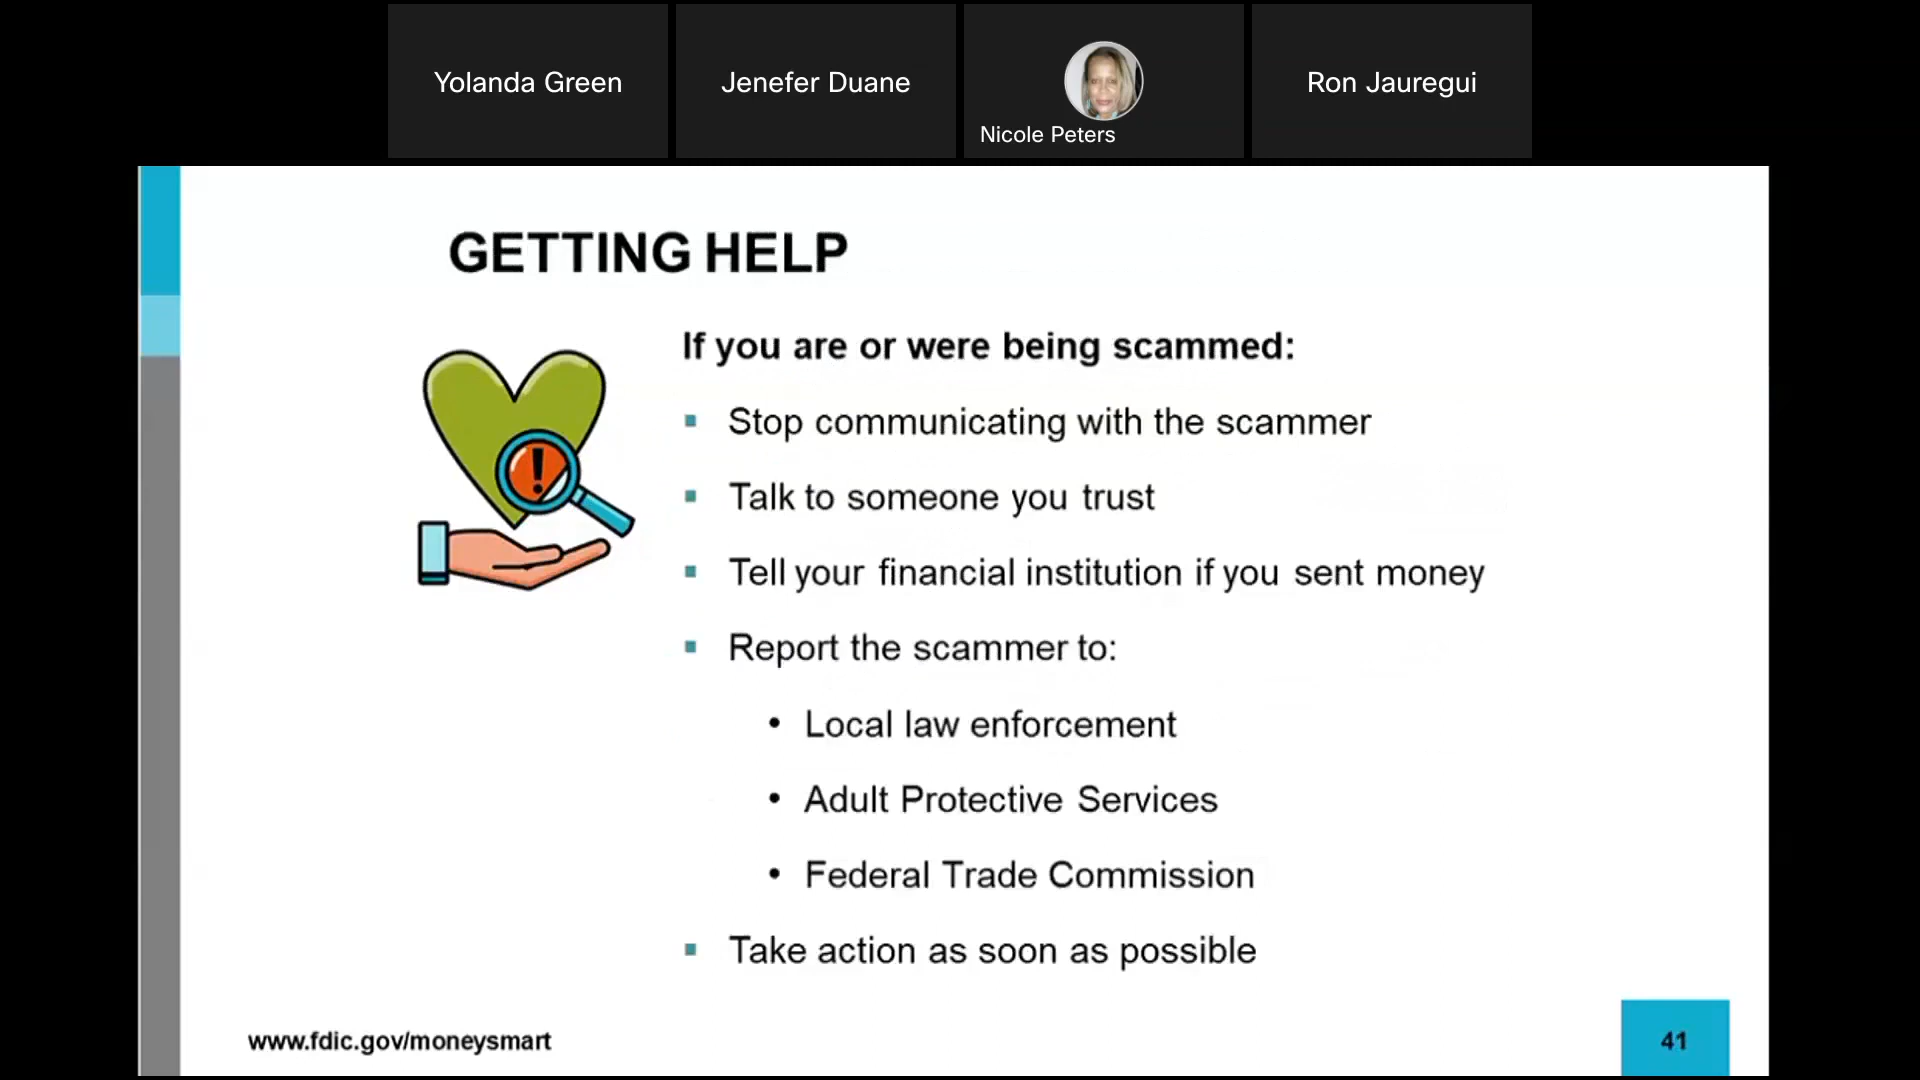 Yolanda Green
Jenefer Duane
Nicole Peters
Ron Jauregui
GETTING HELP
If you are or were being scammed:
Stop communicating with the scammer
Talk to someone you trust
Tell your financial institution if you sent money
Report the scammer to:
Local law enforcement
Adult Protective Services
Federal Trade Commission
Take action as soon as possible
www.fdic.gov/moneysmart
41